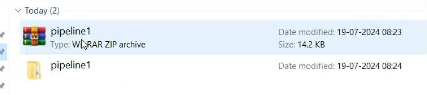 Today (2)
pipeline1
Date modified: 19-07-2024 08:23
Type: WinRAR ZIP archive
Size: 14.2 KB
pipeline1
Date modified: 19-07-2024 08:24